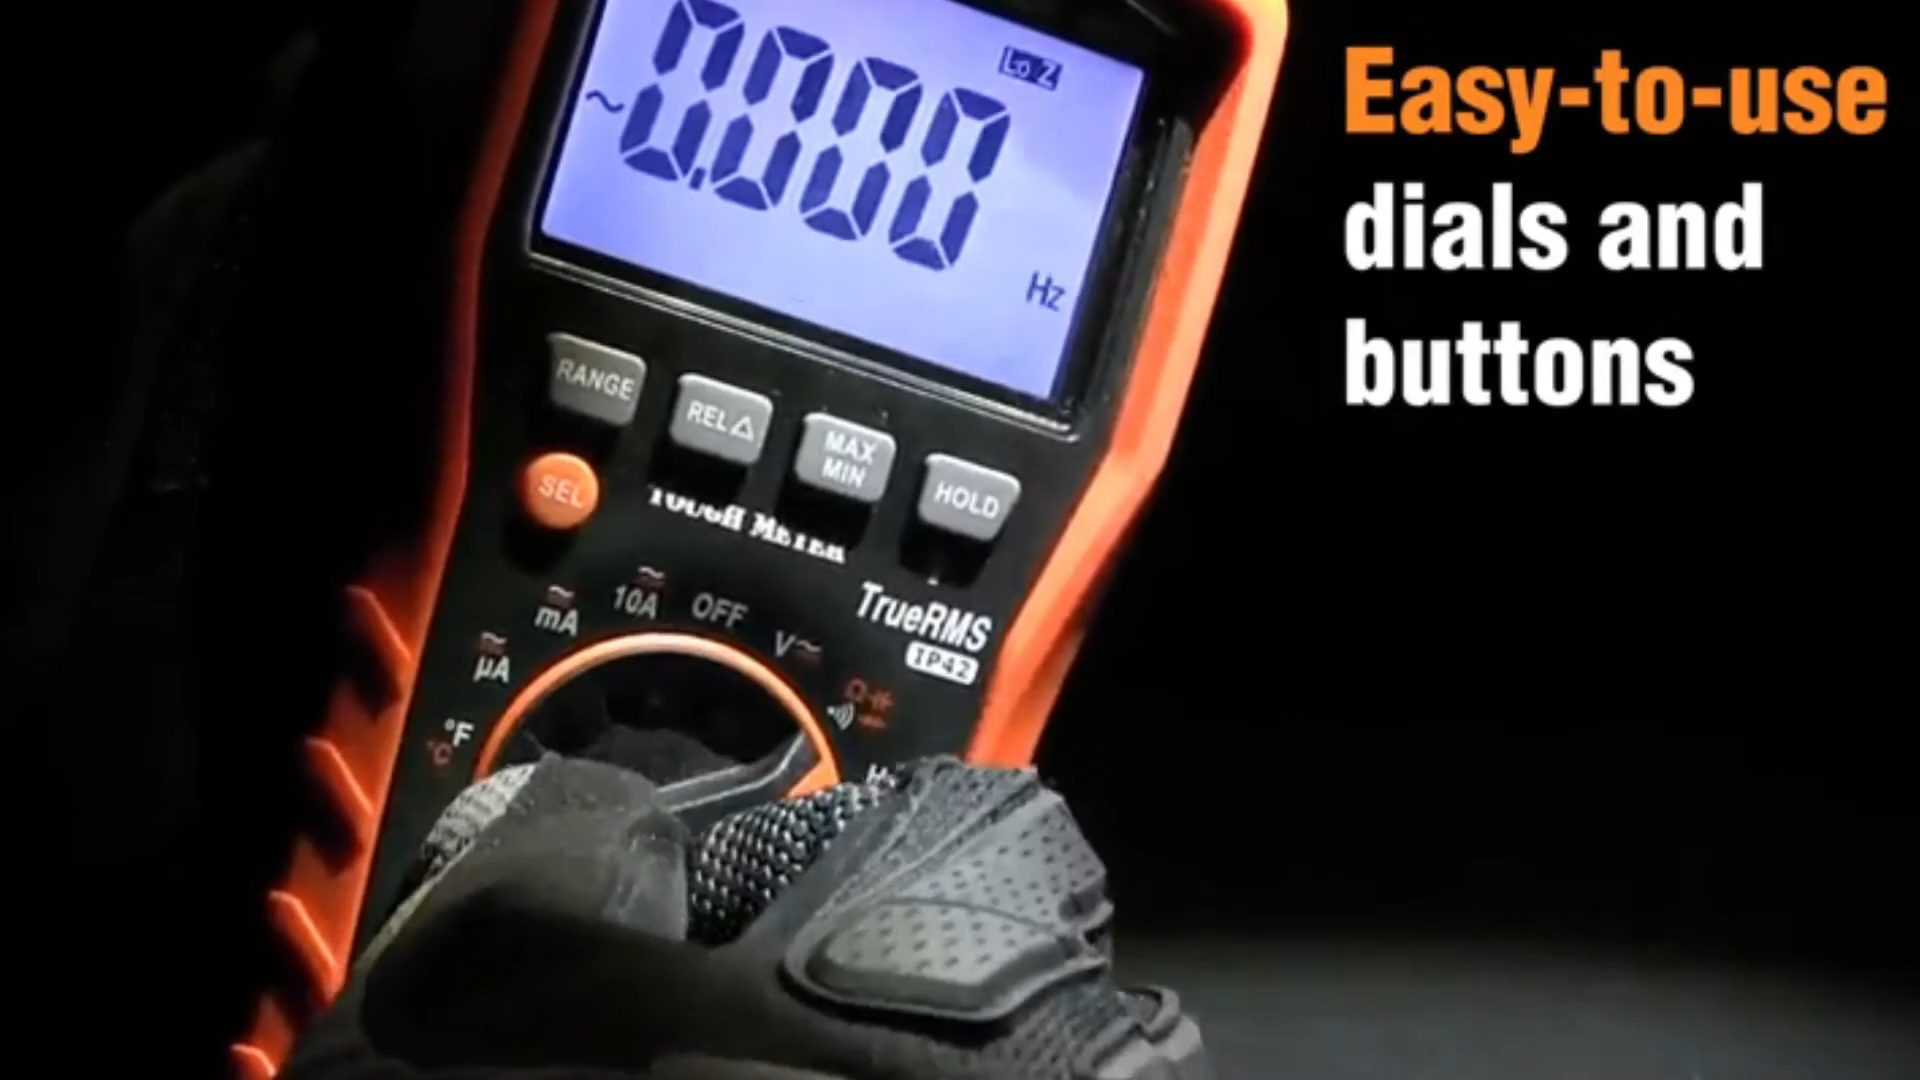 Easy-to-use
dials and
buttons
Lo Z
~0.000
Hz
RANGE
REL△
MAX
MIN
HOLD
SEL
TOUGH METER
TrueRMS
IP42
10A
OFF
mA
V
µA
Ω
°F
°C